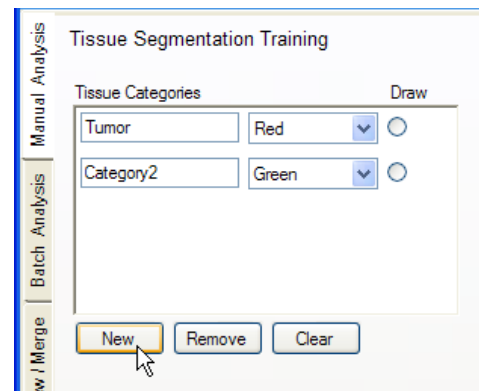 Tissue Segmentation Training
Tissue Categories Draw
Tumor Red
Category2 Green
New Remove Clear
Manual Analysis
Batch Analysis
w / Merge